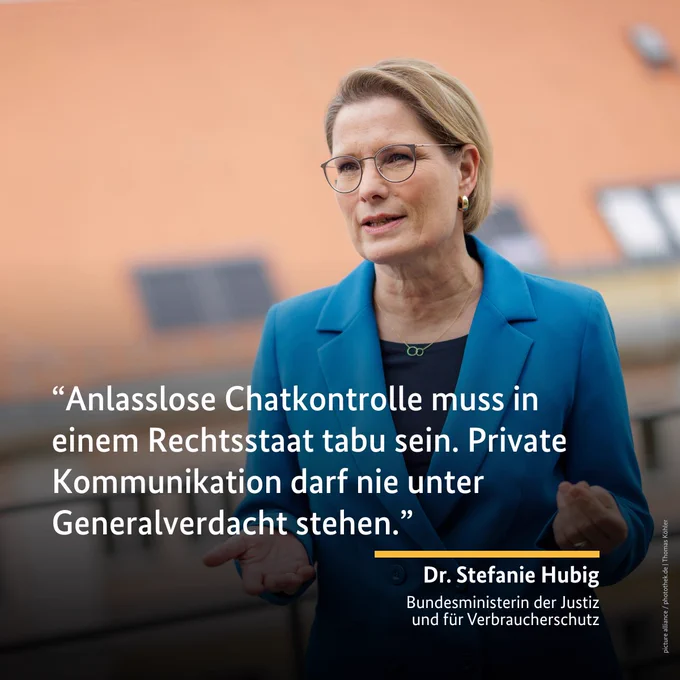 “Anlasslose Chatkontrolle muss in
einem Rechtsstaat tabu sein. Private
Kommunikation darf nie unter
Generalverdacht stehen.”
Dr. Stefanie Hubig
Bundesministerin der Justiz
und für Verbraucherschutz
picture alliance / photothek.de | Thomas Köhler